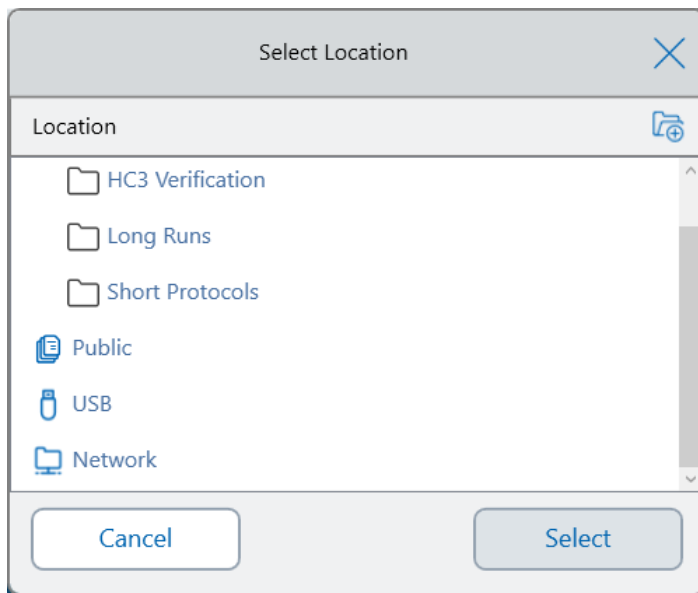 Select Location
Location
HC3 Verification
Long Runs
Short Protocols
Public
USB
Network
Cancel
Select